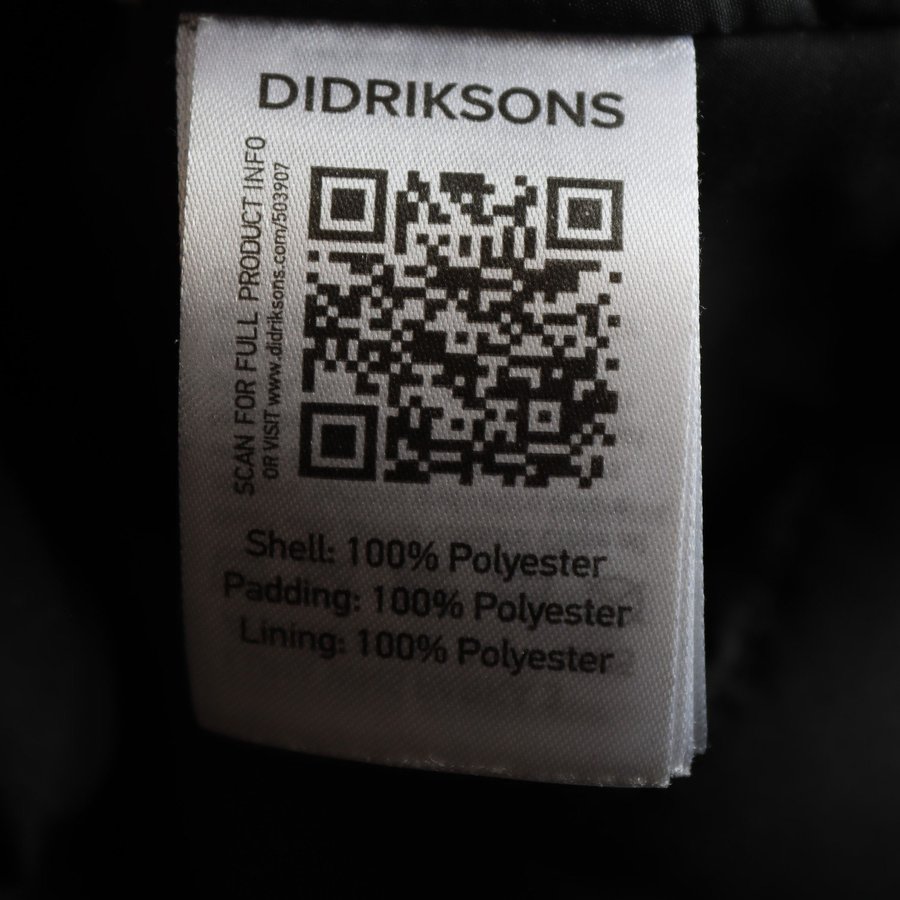 DIDRIKSONS
SCAN FOR FULL PRODUCT INFO
OR VISIT www.didriksons.com/503907
Shell: 100% Polyester
Padding: 100% Polyester
Lining: 100% Polyester